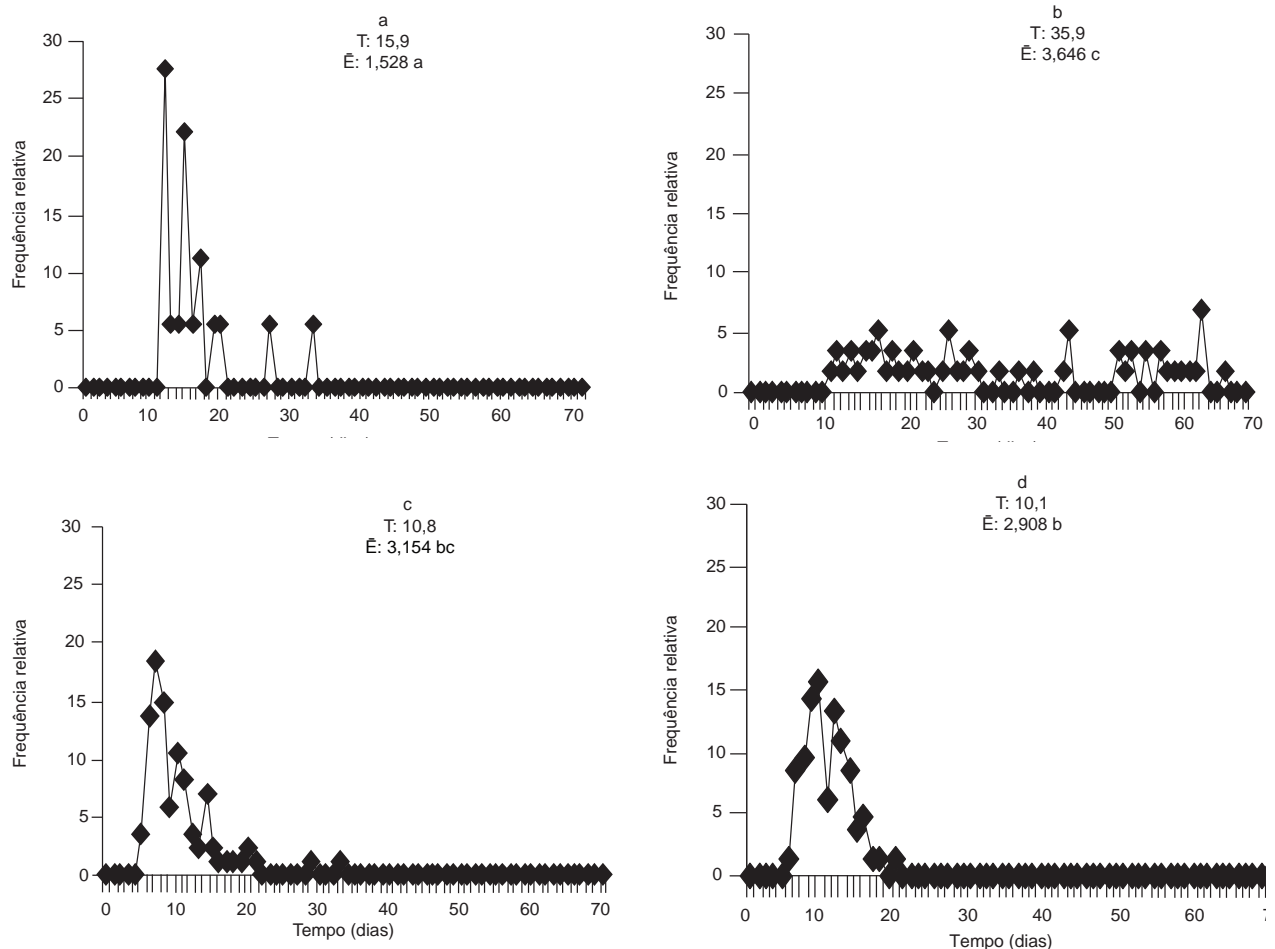 a
T: 15,9
Ē: 1,528 a
30
25
20
15
10
5
0
Frequência relativa
0 10 20 30 40 50 60 70
b
T: 35,9
Ē: 3,646 c
30
25
20
15
10
5
0
Frequência relativa
0 10 20 30 40 50 60 70
c
T: 10,8
Ē: 3,154 bc
30
25
20
15
10
5
0
Frequência relativa
0 10 20 30 40 50 60 70
Tempo (dias)
d
T: 10,1
Ē: 2,908 b
30
25
20
15
10
5
0
Frequência relativa
0 10 20 30 40 50 60
Tempo (dias)